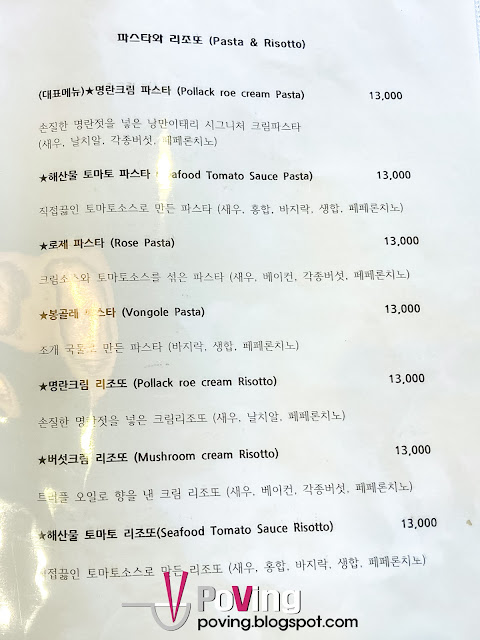 파스타와 리조또 (Pasta & Risotto)
(대표메뉴)★명란크림 파스타 (Pollack roe cream Pasta) 13,000
손질한 명란젓을 넣은 낭만이태리 시그니처 크림파스타
(새우, 날치알, 각종버섯, 페페론치노)
★해산물 토마토 파스타 (Seafood Tomato Sauce Pasta) 13,000
직접끓인 토마토소스로 만든 파스타 (새우, 홍합, 바지락, 생합, 페페론치노)
★로제 파스타 (Rose Pasta) 13,000
크림소스와 토마토소스를 섞은 파스타 (새우, 베이컨, 각종버섯, 페페론치노)
★봉골레 파스타 (Vongole Pasta) 13,000
조개 국물로 만든 파스타 (바지락, 생합, 페페론치노)
★명란크림 리조또 (Pollack roe cream Risotto) 13,000
손질한 명란젓을 넣은 크림리조또 (새우, 날치알, 페페론치노)
★버섯크림 리조또 (Mushroom cream Risotto) 13,000
트러플 오일로 향을 낸 크림 리조또 (새우, 베이컨, 각종버섯, 페페론치노)
★해산물 토마토 리조또(Seafood Tomato Sauce Risotto) 13,000
직접끓인 토마토소스로 만든 리조또 (새우, 홍합, 바지락, 생합, 페페론치노)
PoVing
poving.blogspot.com